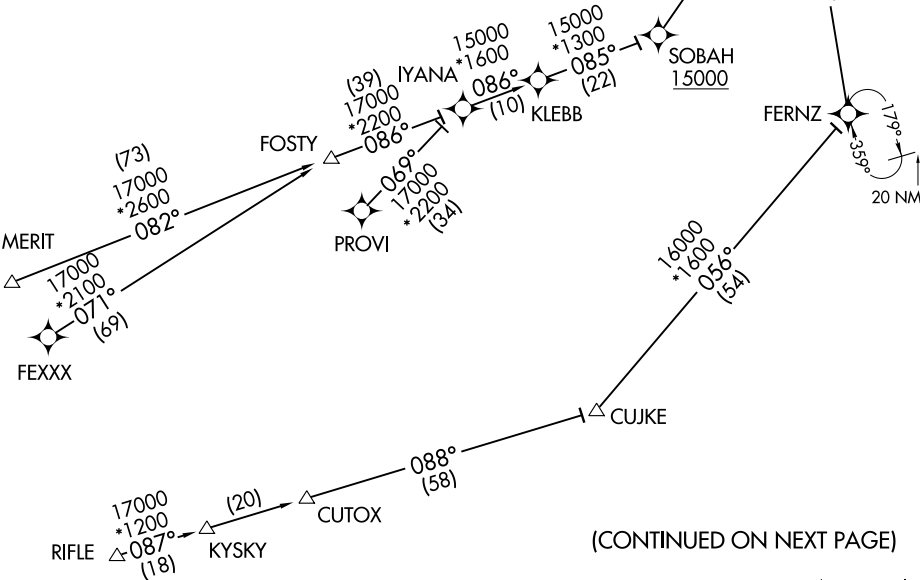 15000
*1300
085°
(22)
SOBAH
15000
15000
*1600
086°
(10)
IYANA
KLEBB
(39)
17000
*2200
086°
FOSTY
FERNZ
179°
359°
20 NM
069°
17000
*2200
(34)
PROVI
(73)
17000
*2600
082°
MERIT
17000
*2100
071°
(69)
FEXXX
16000
*1600
056°
(54)
CUJKE
088°
(58)
CUTOX
(20)
KYSKY
17000
*1200
087°
(18)
RIFLE
(CONTINUED ON NEXT PAGE)